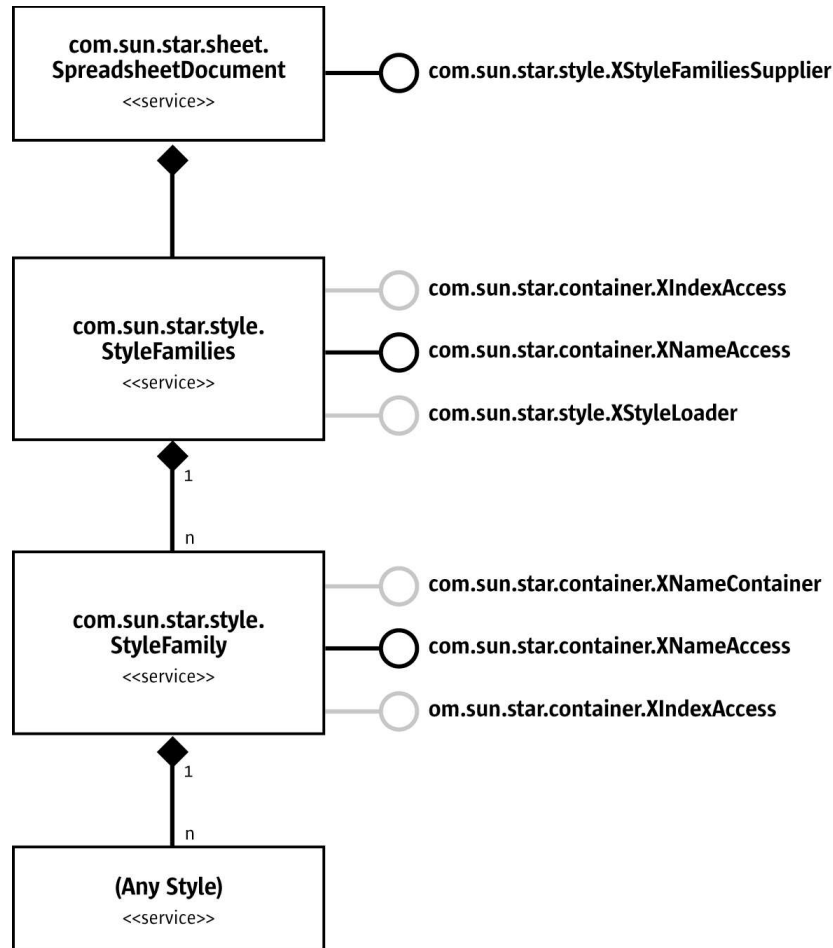 com.sun.star.sheet.
SpreadsheetDocument
<<service>>
com.sun.star.style.XStyleFamiliesSupplier
com.sun.star.style.
StyleFamilies
<<service>>
com.sun.star.container.XIndexAccess
com.sun.star.container.XNameAccess
com.sun.star.style.XStyleLoader
1
n
com.sun.star.style.
StyleFamily
<<service>>
com.sun.star.container.XNameContainer
com.sun.star.container.XNameAccess
om.sun.star.container.XIndexAccess
1
n
(Any Style)
<<service>>